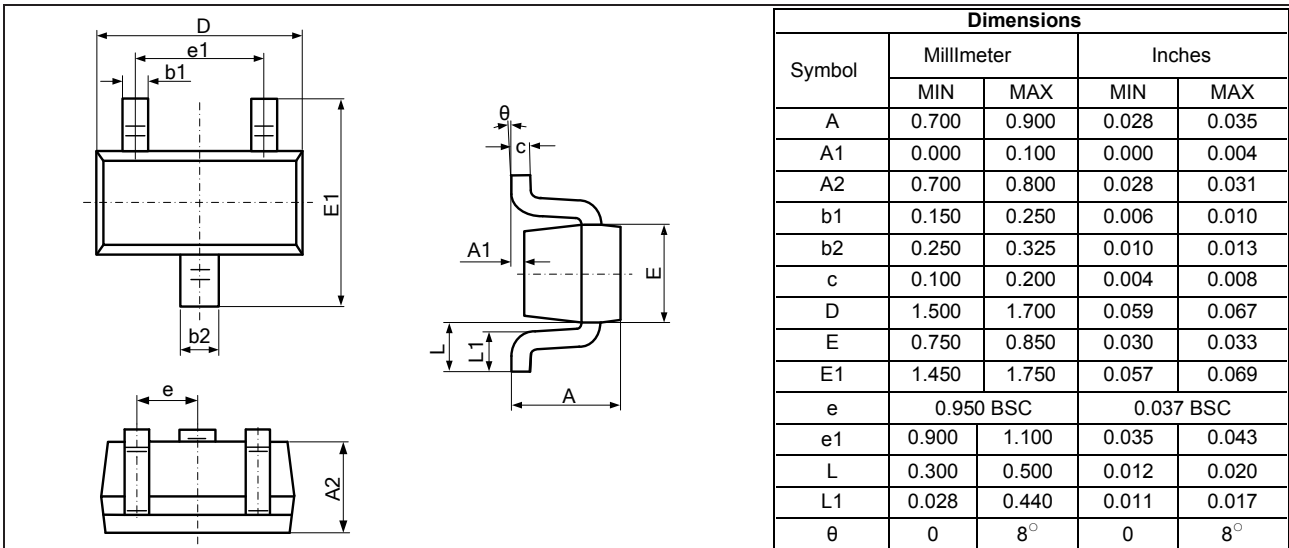 D
e1
b1
E1
b2
e
A2
θ
c
A1
E
L
L1
A
Dimensions
Symbol MillImeter Inches
MIN MAX MIN MAX
A 0.700 0.900 0.028 0.035
A1 0.000 0.100 0.000 0.004
A2 0.700 0.800 0.028 0.031
b1 0.150 0.250 0.006 0.010
b2 0.250 0.325 0.010 0.013
c 0.100 0.200 0.004 0.008
D 1.500 1.700 0.059 0.067
E 0.750 0.850 0.030 0.033
E1 1.450 1.750 0.057 0.069
e 0.950 BSC 0.037 BSC
e1 0.900 1.100 0.035 0.043
L 0.300 0.500 0.012 0.020
L1 0.028 0.440 0.011 0.017
θ 0 8° 0 8°